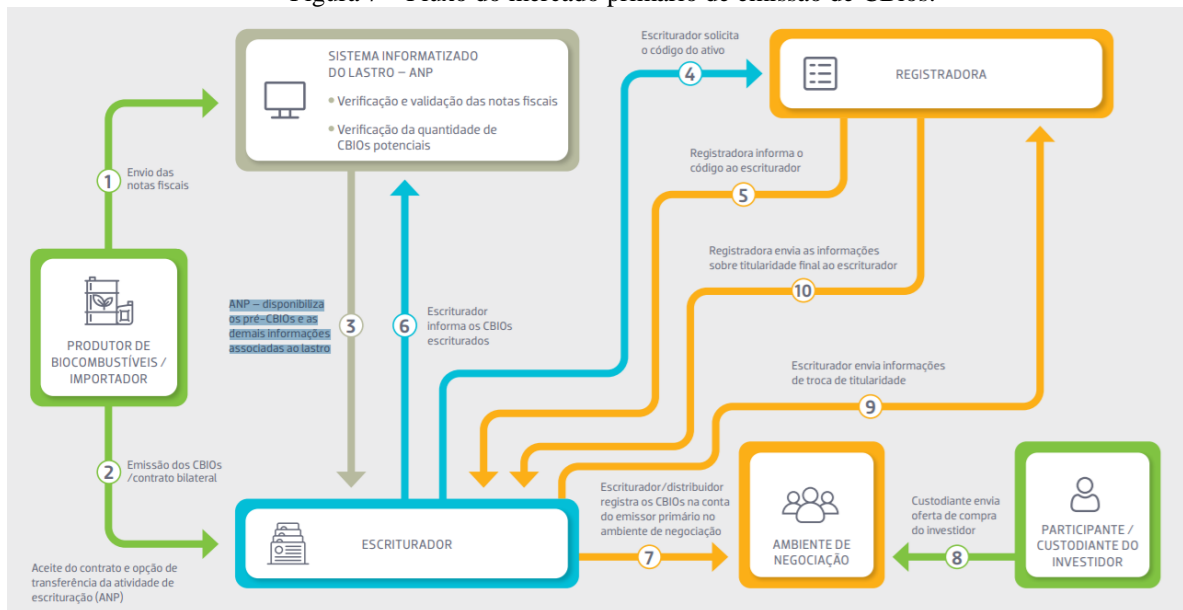 Figura 7 – Fluxo do mercado primário de emissão de CBIOs.
SISTEMA INFORMATIZADO
DO LASTRO – ANP
• Verificação e validação das notas fiscais
• Verificação da quantidade de
CBIOs potenciais
Escriturador solicita
o código do ativo
4
REGISTRADORA
1
Envio das
notas fiscais
Registradora informa o
código ao escriturador
5
Registradora envia as informações
sobre titularidade final ao escriturador
10
PRODUTOR DE
BIOCOMBUSTÍVEIS /
IMPORTADOR
ANP – disponibiliza
os pré-CBIOs e as
demais informações
associadas ao lastro
3
6
Escriturador
informa os CBIOs
escriturados
Escriturador envia informações
de troca de titularidade
9
2
Emissão dos CBIOs
/contrato bilateral
Aceite do contrato e opção de
transferência da atividade de
escrituração (ANP)
ESCRITURADOR
Escriturador/distribuidor
registra os CBIOs na conta
do emissor primário no
ambiente de negociação
7
AMBIENTE DE
NEGOCIAÇÃO
Custodiante envia
oferta de compra
do investidor
8
PARTICIPANTE /
CUSTODIANTE DO
INVESTIDOR